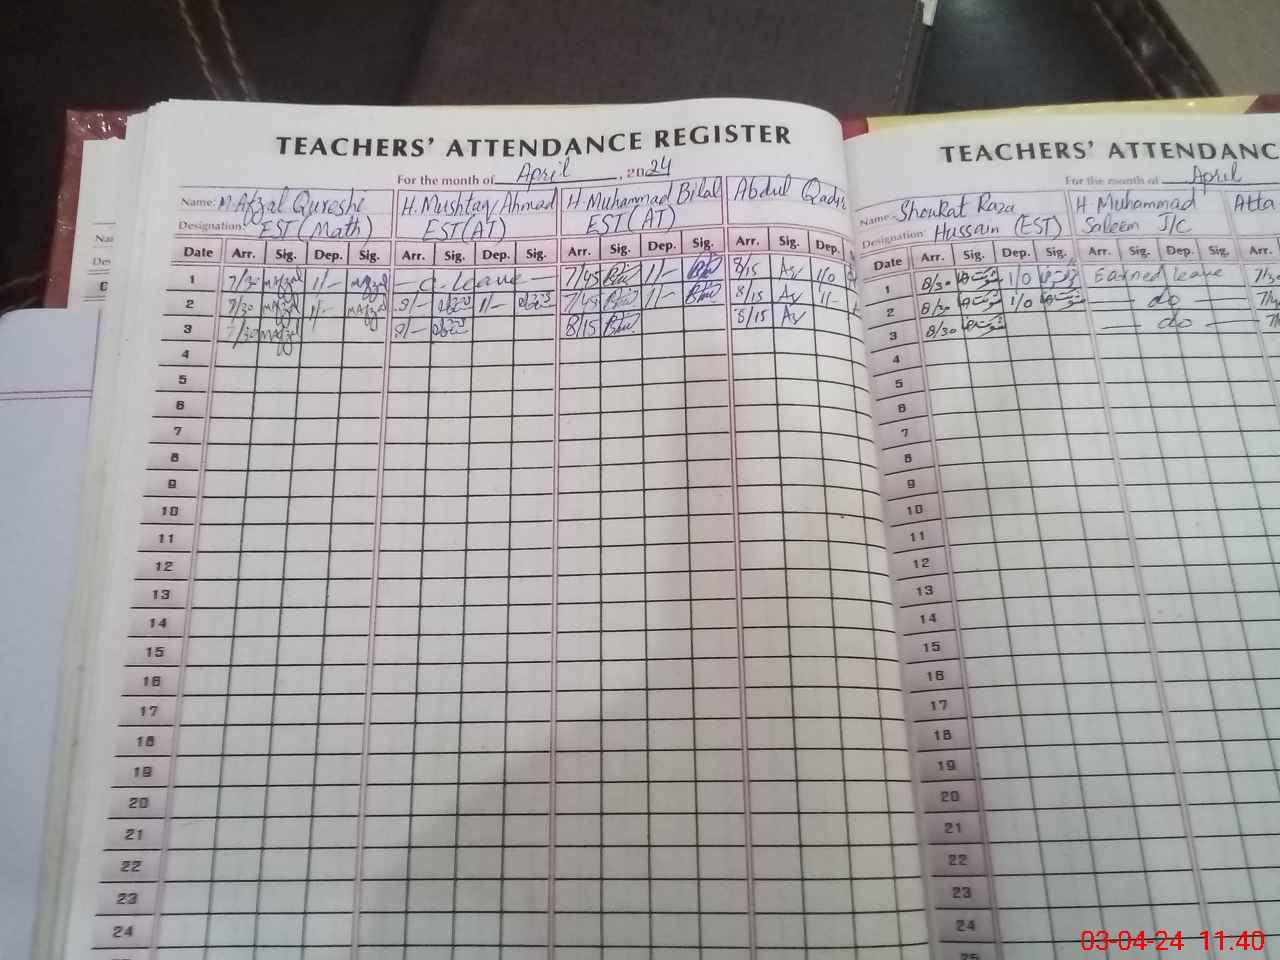 TEACHERS' ATTENDANCE REGISTER
For the month of April, 2024
Name: M Afzal Qureshi H. Mushtaq Ahmad H. Muhammad Bilal Abdul Qadir
Designation: EST (Math) EST (AT) EST (AT)
Date Arr. Sig. Dep. Sig. Arr. Sig. Dep. Sig. Arr. Sig. Dep. Sig. Arr. Sig. Dep.
1 7/30 11/- C. Leave 7/45 11/- 8/15 1/0
2 7/30 11/- 8/- 11/- 7/45 11/- 8/15 11-
3 7/30 8/- 8/15 8/15
4
5
6
7
8
9
10
11
12
13
14
15
16
17
18
19
20
21
22
23
24
TEACHERS' ATTENDANC
For the month of April
Name Shoukat Raza H. Muhammad Atta
Designation: Hussain (EST) Saleem J/C
Date Arr. Sig. Dep. Sig. Arr. Sig. Dep. Sig. Arr.
1 8/30 1/0 Earned leave
2 8/30 1/0 do
3 8/30 do
4
5
6
7
8
9
10
11
12
13
14
15
16
17
18
19
20
21
22
23
24
25
03-04-24 11.40